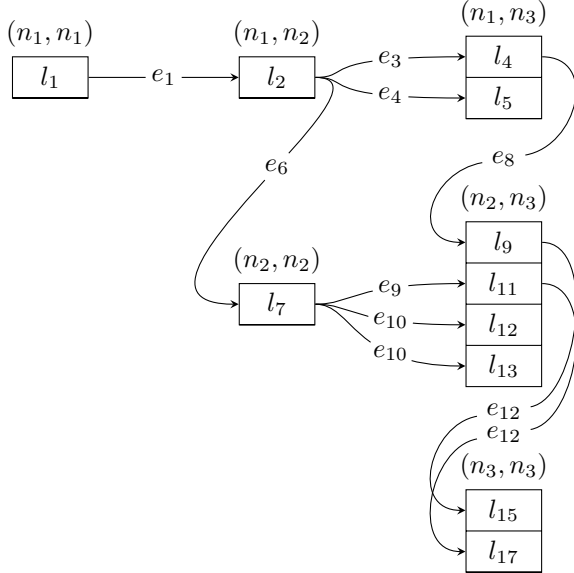 (n₁, n₁) (n₁, n₂) (n₁, n₃)
l₁ e₁ l₂ e₃ l₄
e₄ l₅
e₆ e₈
(n₂, n₃)
l₉
(n₂, n₂) e₉ l₁₁
l₇ e₁₀ l₁₂
e₁₀ l₁₃
e₁₂
e₁₂
(n₃, n₃)
l₁₅
l₁₇